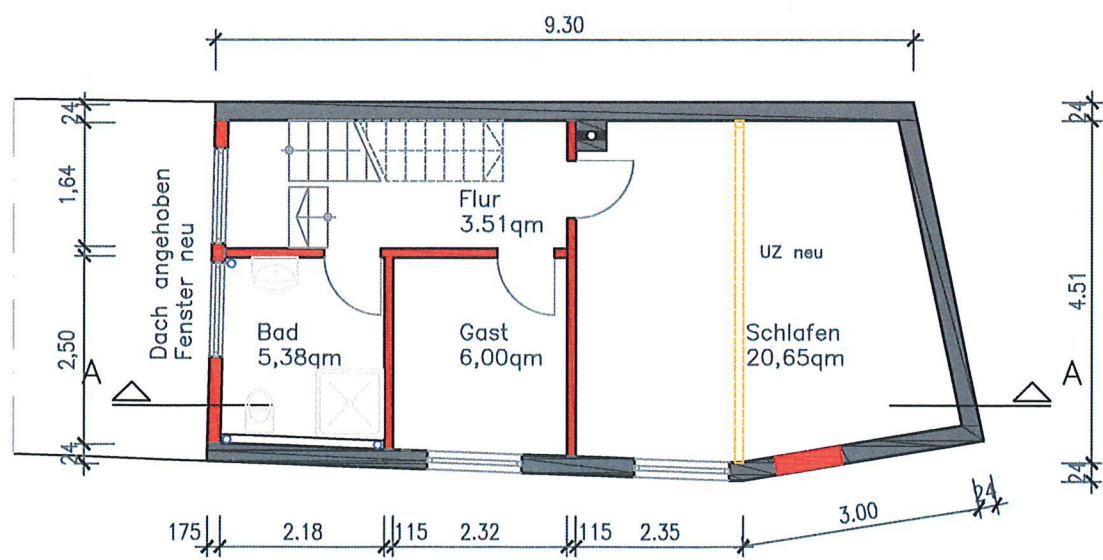 9.30
24
1,64
2,50
24
Dach angehoben
Fenster neu
Flur
3.51qm
UZ neu
Bad
5,38qm
Gast
6,00qm
Schlafen
20,65qm
A
A
24
4.51
24
175
2.18
115
2.32
115
2.35
3.00
24